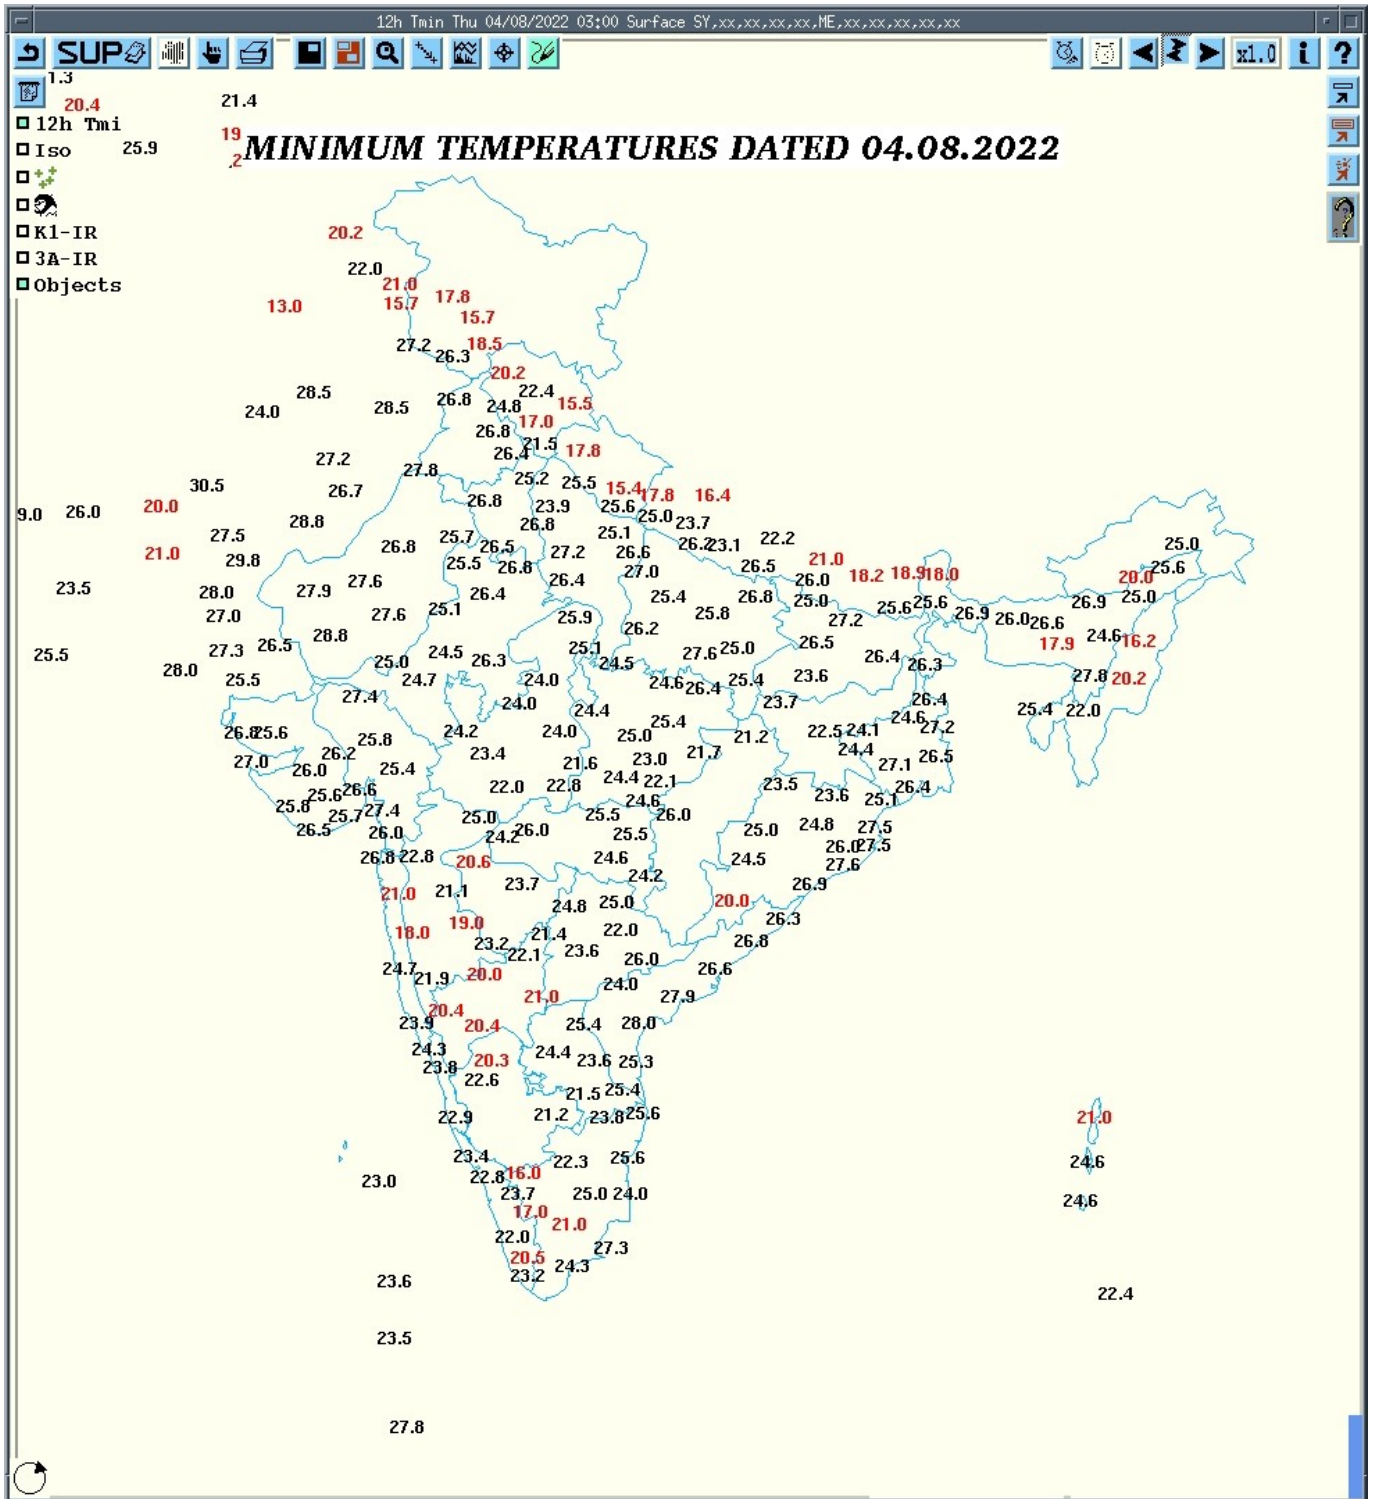 12h Tmin Thu 04/08/2022 03:00 Surface SY,xx,xx,xx,xx,ME,xx,xx,xx,xx,xx
SUP x1.0 i ?
1.3
20.4 21.4
12h Tmi 19
Iso 25.9 .2 MINIMUM TEMPERATURES DATED 04.08.2022
K1-IR 20.2
3A-IR
22.0
Objects 21.0
13.0 15.7 17.8
15.7
27.2 26.3 18.5
20.2
28.5 22.4
24.0 28.5 26.8 24.8 15.5
17.0
26.8 21.5
27.2 26.4 17.8
27.8
30.5 26.7 25.2 25.5
15.4 17.8 16.4
9.0 26.0 20.0 26.8 23.9 25.6
28.8 26.8 25.0 23.7
27.5 25.7 25.1 22.2
21.0 26.8 26.5 27.2 26.6 26.2 23.1
29.8 25.5 26.8 27.0 26.5 21.0 25.0
23.5 28.0 27.9 27.6 26.4 26.4 26.0 18.2 18.9 18.0 20.0 25.6
27.0 27.6 25.1 25.4 26.8 25.0 25.6 25.6 26.9 25.0
25.9 25.8 27.2 26.9 26.0 26.6
28.8 26.2 26.5 24.6 16.2
25.5 27.3 26.5 24.5 25.1 27.6 25.0 26.4 17.9
28.0 25.0 26.3 24.5 26.3
25.5 24.7 24.0 24.6 26.4 25.4 23.6 27.8 20.2
27.4 24.0 23.7 26.4
24.4 25.4 24.6 25.4 22.0
26.8 25.6 24.2 24.0 25.0 21.2 22.5 24.1 27.2
25.8 24.4
26.2 23.4 21.7 26.5
27.0 26.0 25.4 21.6 23.0 27.1
22.0 22.8 24.4 22.1 23.5 26.4
25.6 26.6 24.6 23.6 25.1
25.8 25.7 27.4 25.0 25.5 26.0
26.5 26.0 24.2 26.0 25.5 25.0 24.8 27.5
26.0 27.5
26.8 22.8 20.6 24.6 24.5 27.6
24.2
21.0 21.1 23.7 26.9
24.8 25.0 20.0
18.0 19.0 21.4 22.0 26.3
23.2 23.6 26.8
22.1 26.0
24.7 21.9 20.0 26.6
24.0
21.0 27.9
20.4
23.9 20.4 25.4 28.0
24.3 24.4
23.8 20.3 23.6 25.3
22.6
21.5 25.4
22.9 21.2 23.8 25.6 21.0
23.4 22.3 25.6 24.6
23.0 22.8 16.0
23.7 25.0 24.0 24.6
17.0 21.0
22.0
27.3
20.5 24.3
23.6 23.2
22.4
23.5
27.8